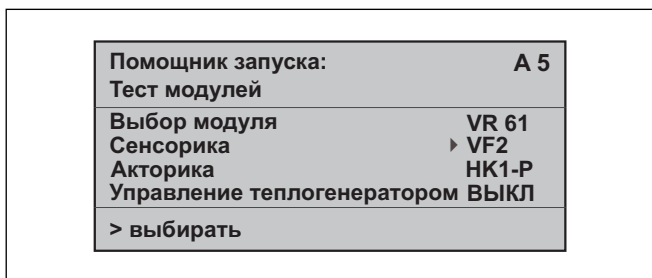 Помощник запуска: A 5
Тест модулей
Выбор модуля VR 61
Сенсорика ▸ VF2
Акторика HK1-P
Управление теплогенератором ВЫКЛ
> выбирать